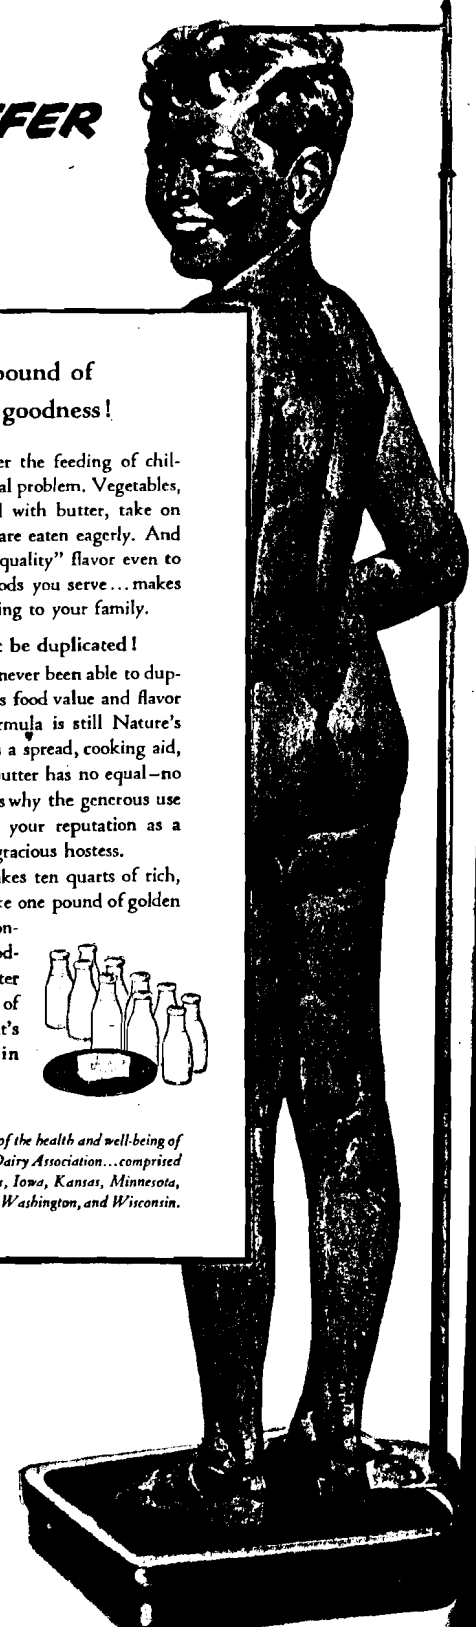 FFER
ound of
goodness!
er the feeding of chil-
al problem. Vegetables,
with butter, take on
are eaten eagerly. And
quality” flavor even to
ods you serve...makes
ing to your family.
be duplicated!
never been able to dup-
s food value and flavor
rmula is still Nature's
a spread, cooking aid,
utter has no equal—no
s why the generous use
your reputation as a
gracious hostess.
kes ten quarts of rich,
ke one pound of golden
on-
od-
ter
of
t's
in
of the health and well-being of
Dairy Association...comprised
s, Iowa, Kansas, Minnesota,
Washington, and Wisconsin.